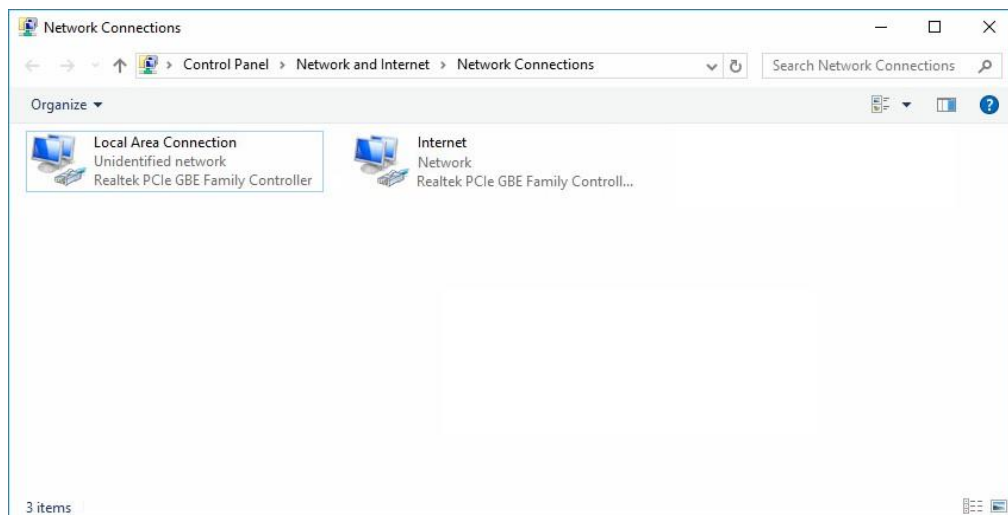 Network Connections
Control Panel > Network and Internet > Network Connections
Search Network Connections
Organize
Local Area Connection
Unidentified network
Realtek PCIe GBE Family Controller
Internet
Network
Realtek PCIe GBE Family Controll...
3 items